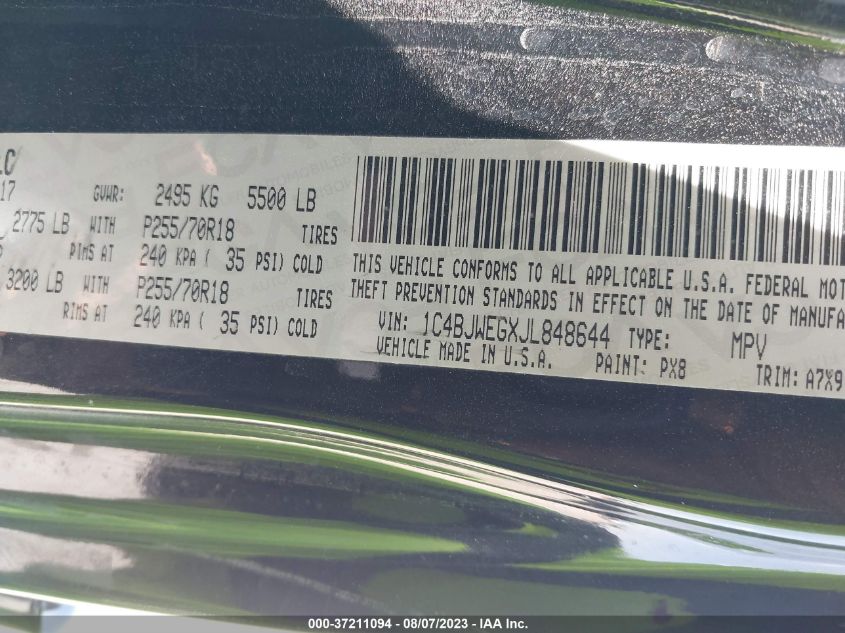 LC
17 GVWR: 2495 KG 5500 LB
2775 LB WITH P255/70R18 TIRES
RIMS AT 240 KPA ( 35 PSI) COLD
3200 LB WITH P255/70R18 TIRES
RIMS AT 240 KPA ( 35 PSI) COLD
THIS VEHICLE CONFORMS TO ALL APPLICABLE U.S.A. FEDERAL MOT
THEFT PREVENTION STANDARDS IN EFFECT ON THE DATE OF MANUFA
VIN: 1C4BJWEGXJL848644 TYPE: MPV
VEHICLE MADE IN U.S.A. PAINT: PX8 TRIM: A7X9
000-37211094 - 08/07/2023 - IAA Inc.